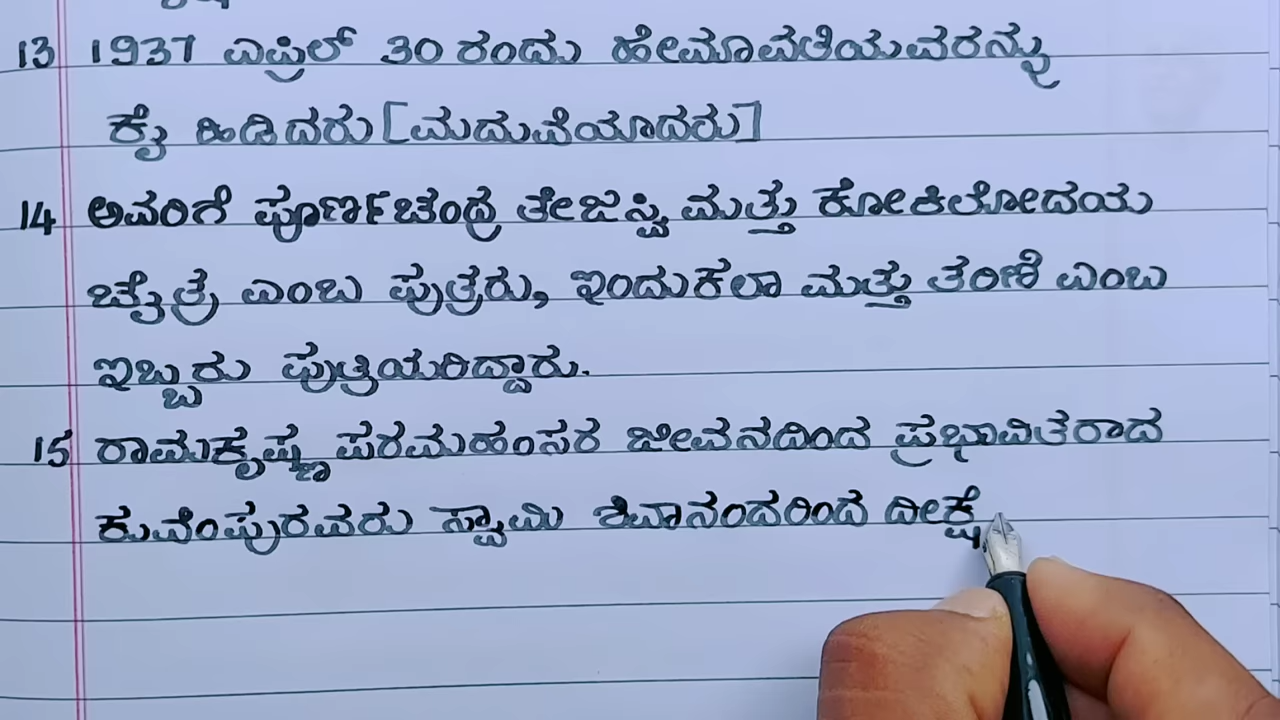 13 1937 ಎಪ್ರಿಲ್ 30 ರಂದು ಹೇಮಾವತಿಯವರನ್ನು
ಕೈ ಹಿಡಿದರು [ಮದುವೆಯಾದರು]
14 ಅವರಿಗೆ ಪೂರ್ಣಚಂದ್ರ ತೇಜಸ್ವಿ ಮತ್ತು ಕೋಕಿಲೋದಯ
ಚೈತ್ರ ಎಂಬ ಪುತ್ರರು, ಇಂದುಕಲಾ ಮತ್ತು ತರಿಣಿ ಎಂಬ
ಇಬ್ಬರು ಪುತ್ರಿಯರಿದ್ದಾರು.
15 ರಾಮಕೃಷ್ಣ ಪರಮಹಂಸರ ಜೀವನದಿಂದ ಪ್ರಭಾವಿತರಾದ
ಕುವೆಂಪುರವರು ಸ್ವಾಮಿ ಶಿವಾನಂದರಿಂದ ದೀಕ್ಷೆ